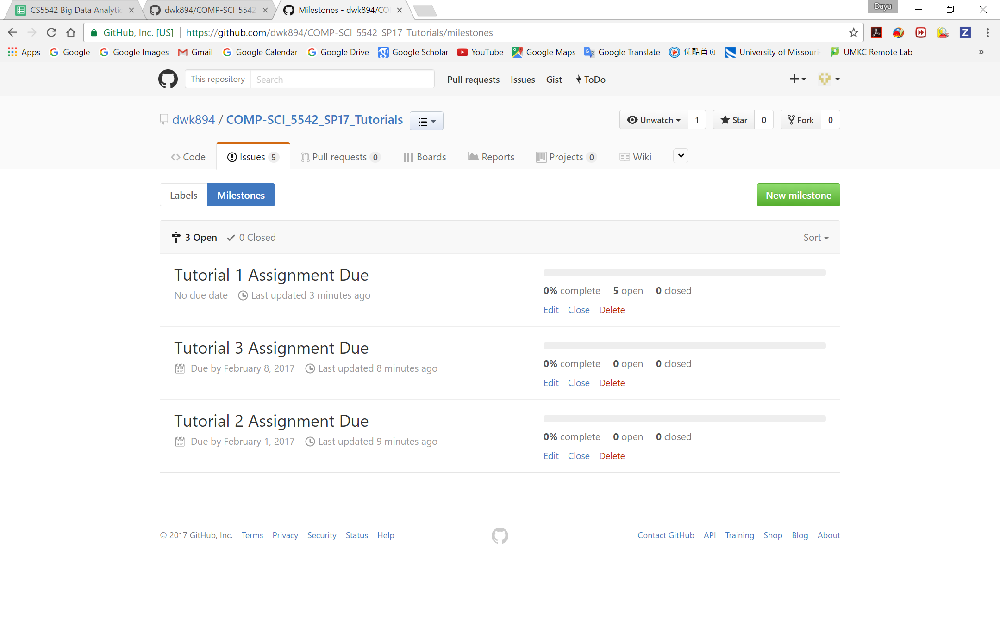 CS5542 Big Data Analytic
dwk894/COMP-SCI_5542
Milestones - dwk894/CO
Dayu
GitHub, Inc. [US] https://github.com/dwk894/COMP-SCI_5542_SP17_Tutorials/milestones
Apps Google Google Images Gmail Google Calendar Google Drive Google Scholar YouTube Google Maps Google Translate 优酷首页 University of Missouri UMKC Remote Lab »
This repository Search Pull requests Issues Gist ToDo
dwk894 / COMP-SCI_5542_SP17_Tutorials
Unwatch 1 Star 0 Fork 0
Code Issues 5 Pull requests 0 Boards Reports Projects 0 Wiki
Labels Milestones New milestone
3 Open 0 Closed Sort
Tutorial 1 Assignment Due
No due date Last updated 3 minutes ago
0% complete 5 open 0 closed
Edit Close Delete
Tutorial 3 Assignment Due
Due by February 8, 2017 Last updated 8 minutes ago
0% complete 0 open 0 closed
Edit Close Delete
Tutorial 2 Assignment Due
Due by February 1, 2017 Last updated 9 minutes ago
0% complete 0 open 0 closed
Edit Close Delete
© 2017 GitHub, Inc. Terms Privacy Security Status Help
Contact GitHub API Training Shop Blog About